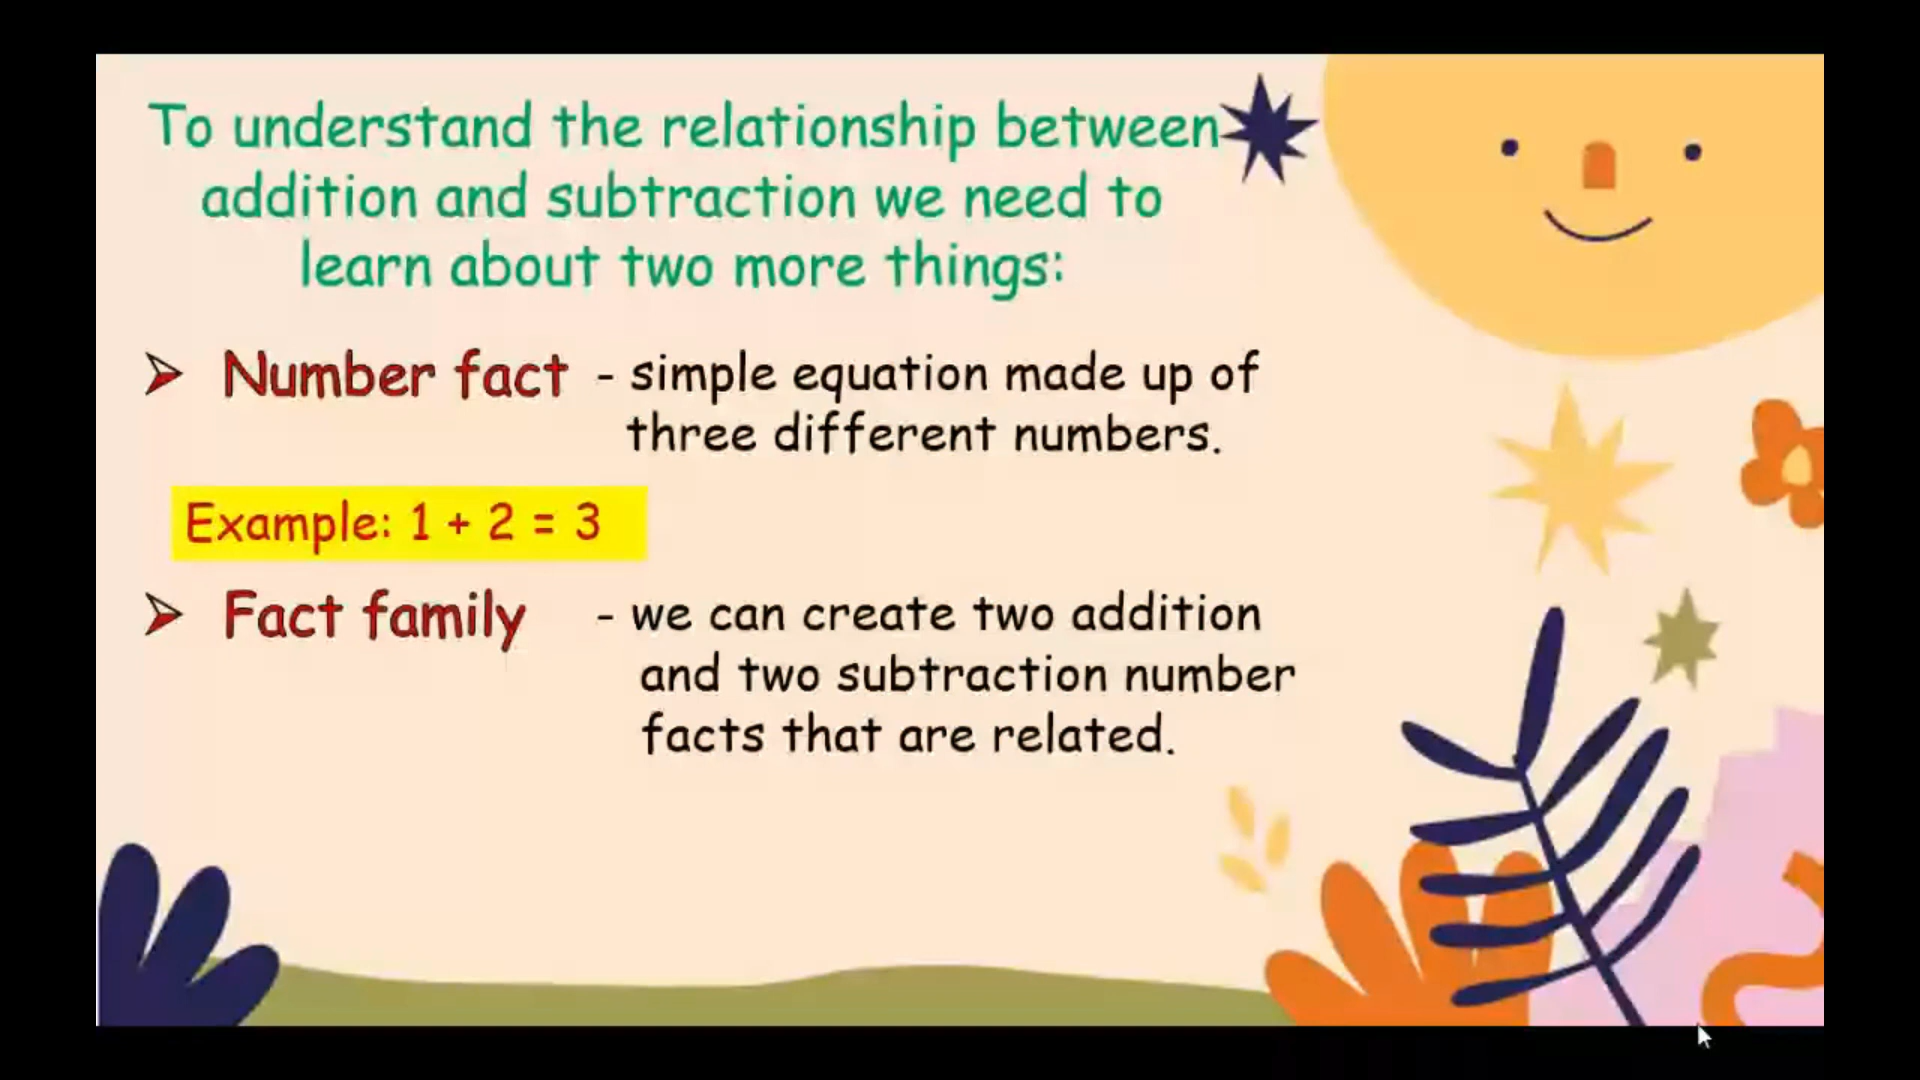 To understand the relationship between
addition and subtraction we need to
learn about two more things:
➢ Number fact - simple equation made up of
three different numbers.
Example: 1 + 2 = 3
➢ Fact family - we can create two addition
and two subtraction number
facts that are related.